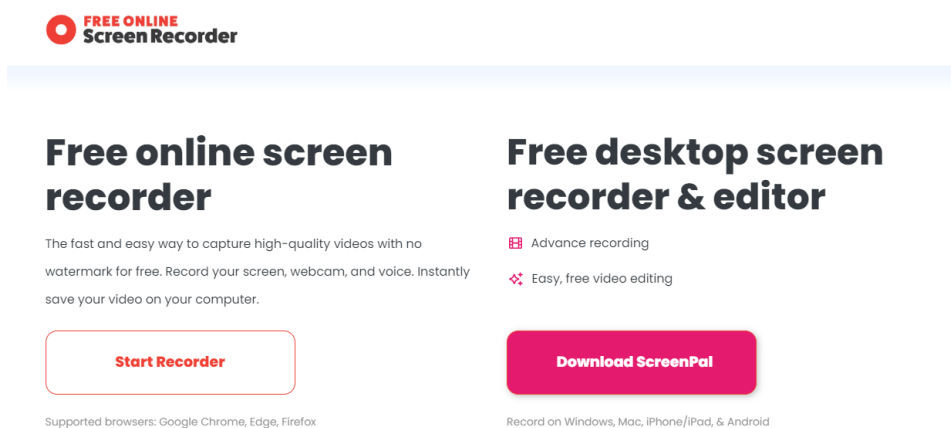 FREE ONLINE
Screen Recorder
Free online screen
recorder
The fast and easy way to capture high-quality videos with no
watermark for free. Record your screen, webcam, and voice. Instantly
save your video on your computer.
Start Recorder
Supported browsers: Google Chrome, Edge, Firefox
Free desktop screen
recorder & editor
Advance recording
Easy, free video editing
Download ScreenPal
Record on Windows, Mac, iPhone/iPad, & Android